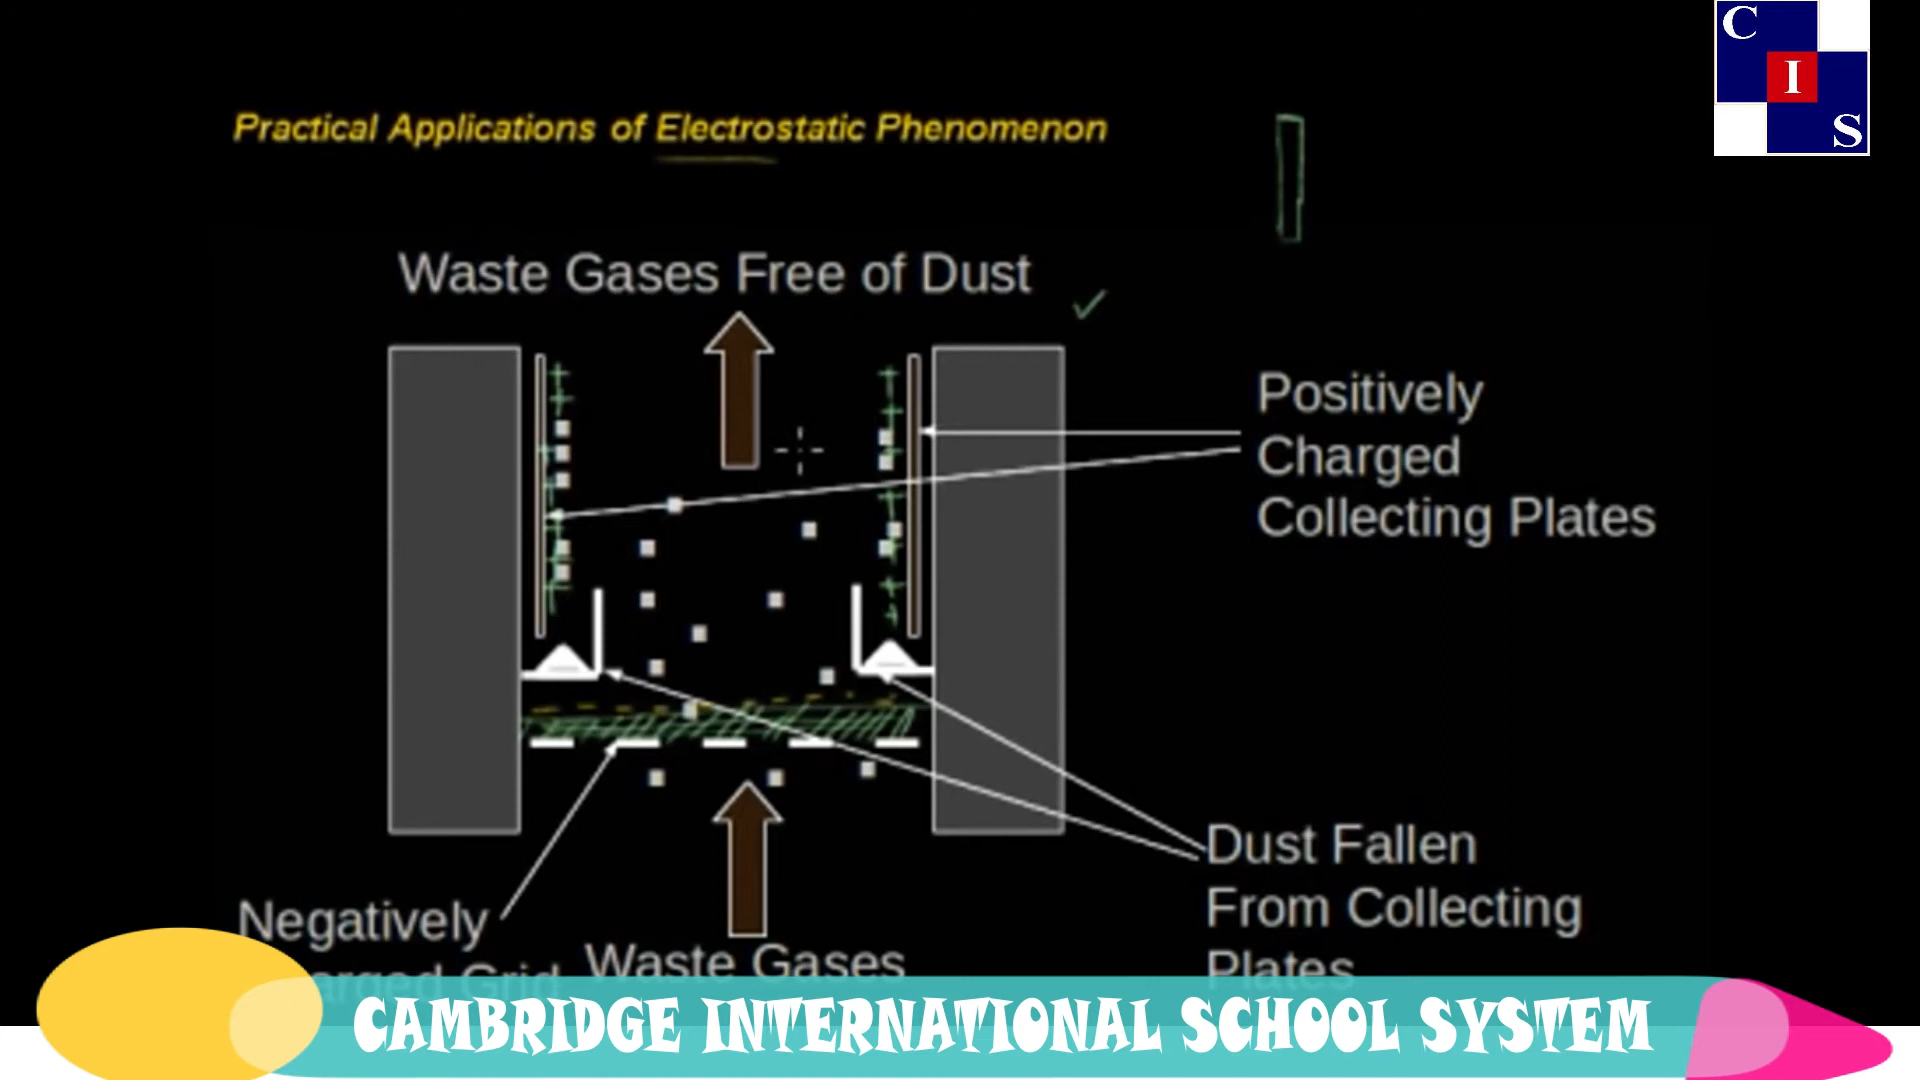 C
I
S
Practical Applications of Electrostatic Phenomenon
Waste Gases Free of Dust
Positively
Charged
Collecting Plates
Dust Fallen
From Collecting
Plates
Negatively
Grid
Waste Gases
CAMBRIDGE INTERNATIONAL SCHOOL SYSTEM